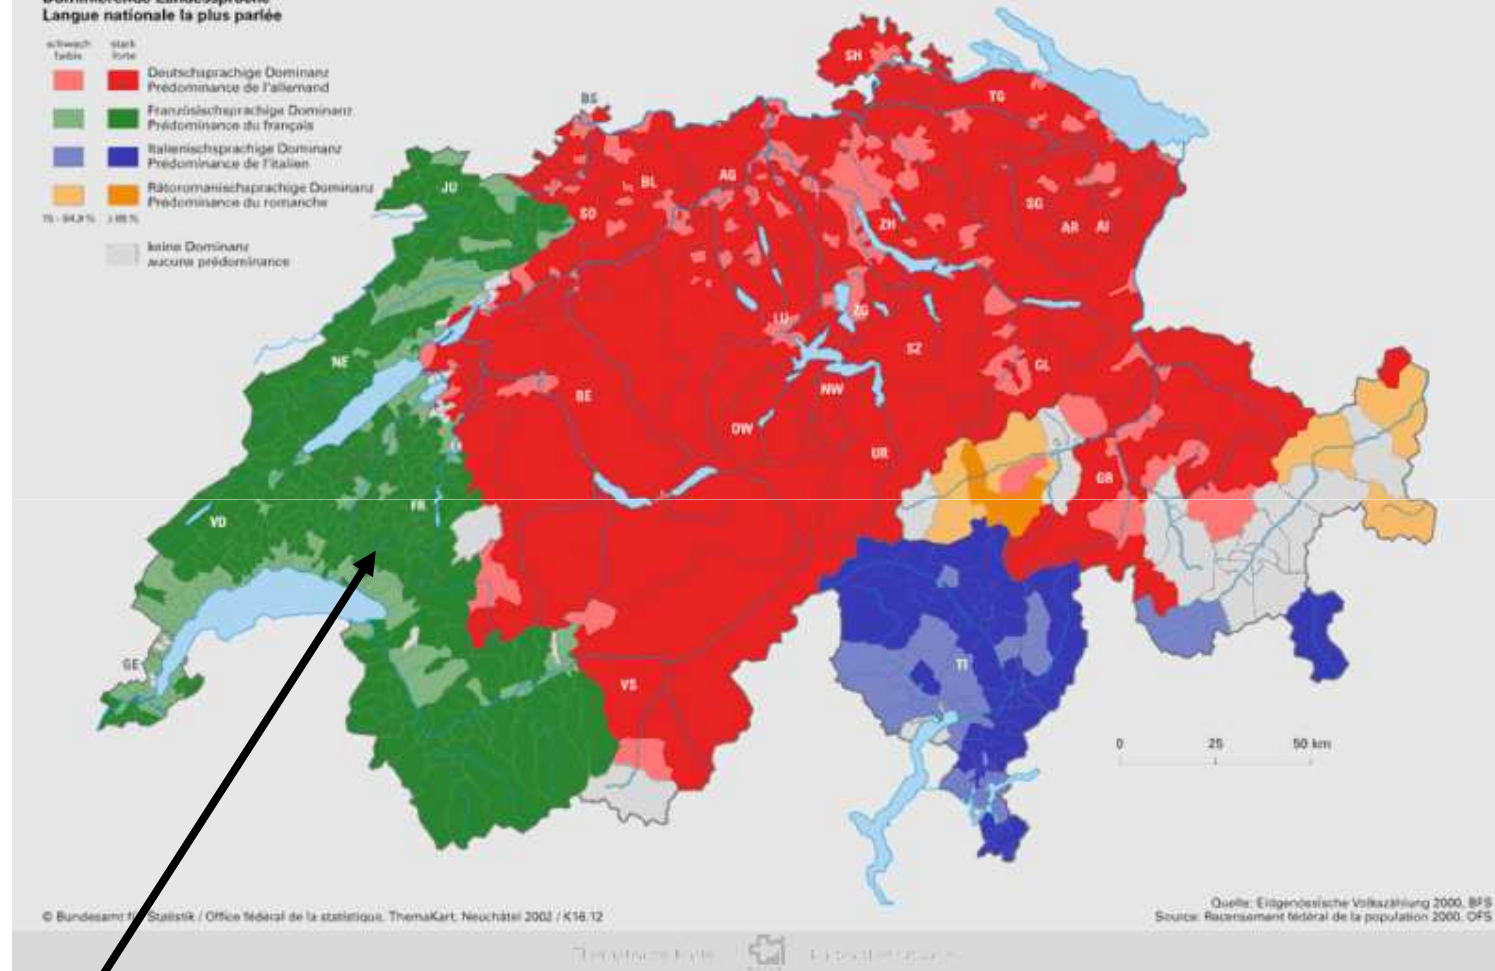 Langue nationale la plus parlée
schwach stark
faible forte
Deutschsprachige Dominanz
Prédominance de l'allemand
Französischsprachige Dominanz
Prédominance du français
Italienischsprachige Dominanz
Prédominance de l'italien
Rätoromanischsprachige Dominanz
Prédominance du romanche
keine Dominanz
aucune prédominance
SH
TG
BS
JU
BL
AG
SO
ZH
SG
AR AI
LU
ZG
NE
SZ
GL
BE
NW
OW
UR
GR
FR
VD
GE
TI
VS
0 25 50 km
© Bundesamt für Statistik / Office fédéral de la statistique, ThemaKart, Neuchâtel 2002 / K16.12
Quelle: Eidgenössische Volkszählung 2000, BFS
Source: Recensement fédéral de la population 2000, OFS